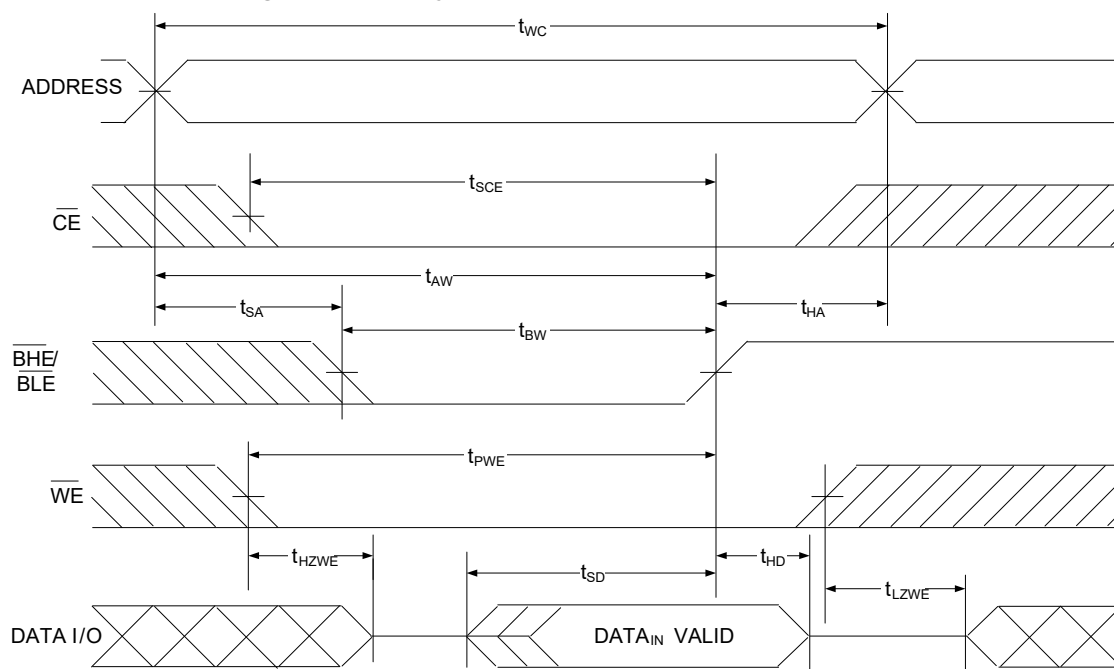 tWC
ADDRESS
tSCE
CE
tAW
tSA
tHA
tBW
BHE/
BLE
tPWE
WE
tHZWE
tHD
tSD
tLZWE
DATA I/O
DATAIN VALID